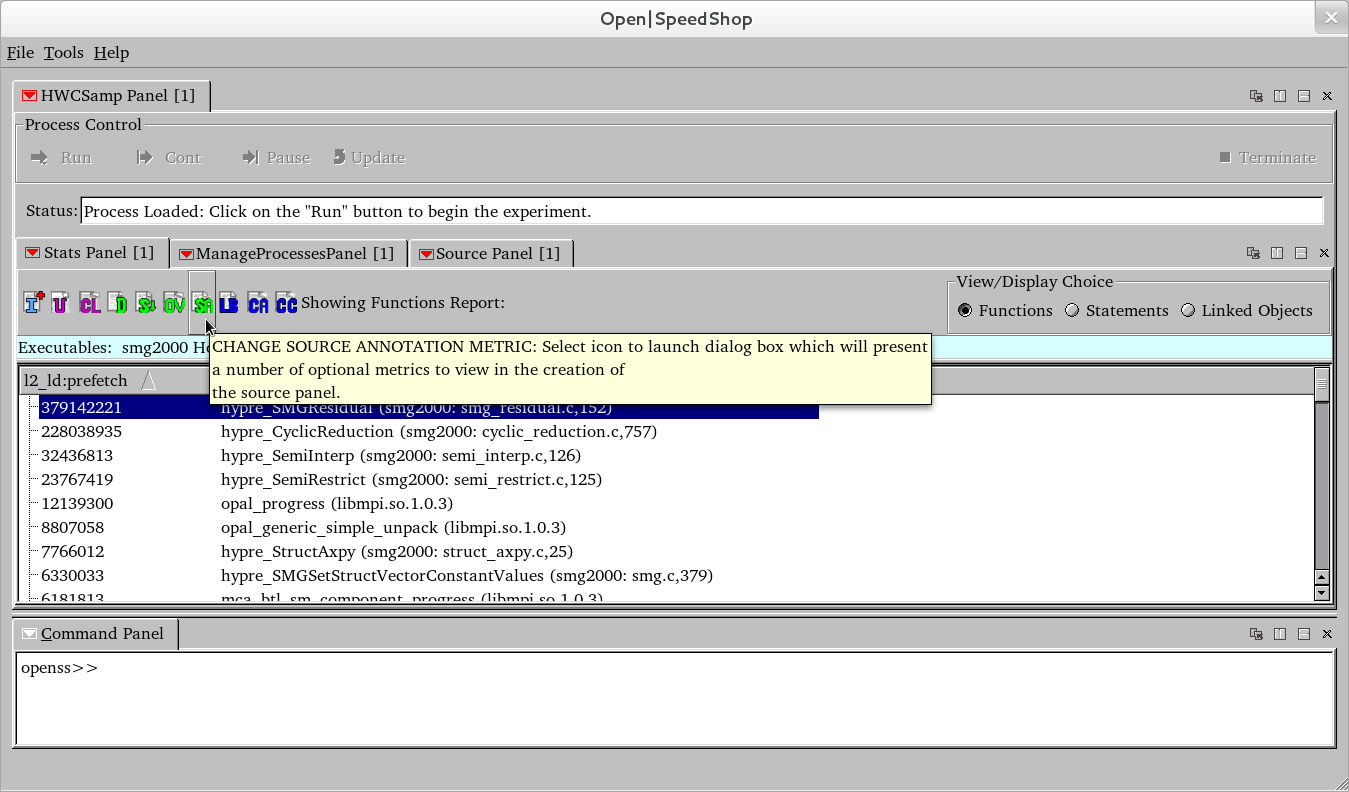 Open|SpeedShop
File Tools Help
HWCSamp Panel [1]
Process Control
Run Cont Pause Update Terminate
Status: Process Loaded: Click on the "Run" button to begin the experiment.
Stats Panel [1] ManageProcessesPanel [1] Source Panel [1]
View/Display Choice
I U CL D S OV SA LB CA CC Showing Functions Report:
Functions Statements Linked Objects
Executables: smg2000
CHANGE SOURCE ANNOTATION METRIC: Select icon to launch dialog box which will present
a number of optional metrics to view in the creation of
the source panel.
l2_ld:prefetch
379142221 hypre_SMGResidual (smg2000: smg_residual.c,152)
228038935 hypre_CyclicReduction (smg2000: cyclic_reduction.c,757)
32436813 hypre_SemiInterp (smg2000: semi_interp.c,126)
23767419 hypre_SemiRestrict (smg2000: semi_restrict.c,125)
12139300 opal_progress (libmpi.so.1.0.3)
8807058 opal_generic_simple_unpack (libmpi.so.1.0.3)
7766012 hypre_StructAxpy (smg2000: struct_axpy.c,25)
6330033 hypre_SMGSetStructVectorConstantValues (smg2000: smg.c,379)
6181813 mca_btl_sm_component_progress (libmpi.so.1.0.3)
Command Panel
openss>>